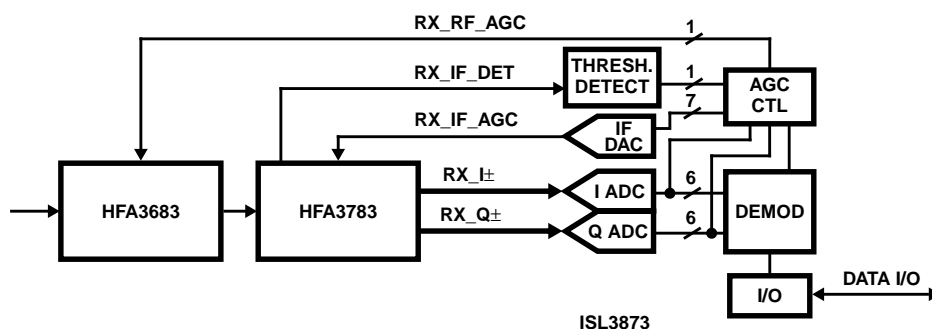 RX_RF_AGC
1
RX_IF_DET
THRESH.
DETECT
1
AGC
CTL
7
RX_IF_AGC
IF
DAC
HFA3683
HFA3783
RX_I±
I ADC
6
RX_Q±
Q ADC
6
DEMOD
I/O
DATA I/O
ISL3873